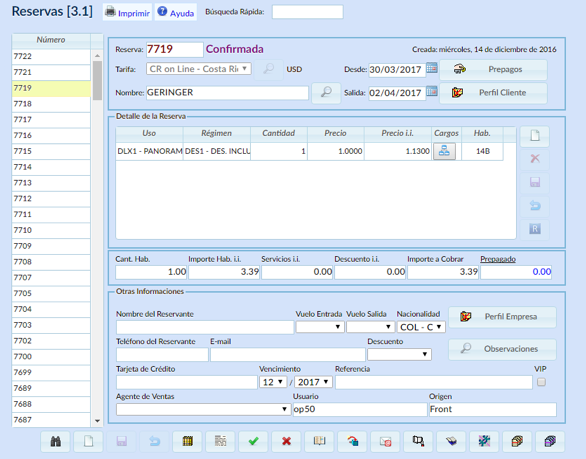 Reservas [3.1] Imprimir Ayuda Búsqueda Rápida:
Número
7722
7721
7719
7718
7717
7716
7715
7714
7713
7712
7711
7710
7709
7708
7707
7705
7704
7703
7702
7700
7699
7689
7688
7687
Reserva: 7719 Confirmada Creada: miércoles, 14 de diciembre de 2016
Tarifa: CR on Line - Costa Ri USD Desde: 30/03/2017 Prepagos
Nombre: GERINGER Salida: 02/04/2017 Perfil Cliente
Detalle de la Reserva
Uso Régimen Cantidad Precio Precio i.i. Cargos Hab.
DLX1 - PANORAM DES1 - DES. INCLU 1 1.0000 1.1300 14B
R
Cant. Hab. Importe Hab. i.i. Servicios i.i. Descuento i.i. Importe a Cobrar Prepagado
1.00 3.39 0.00 0.00 3.39 0.00
Otras Informaciones
Nombre del Reservante Vuelo Entrada Vuelo Salida Nacionalidad
COL - C Perfil Empresa
Teléfono del Reservante E-mail Descuento
Observaciones
Tarjeta de Crédito Vencimiento Referencia VIP
12 / 2017
Agente de Ventas Usuario Origen
op50 Front